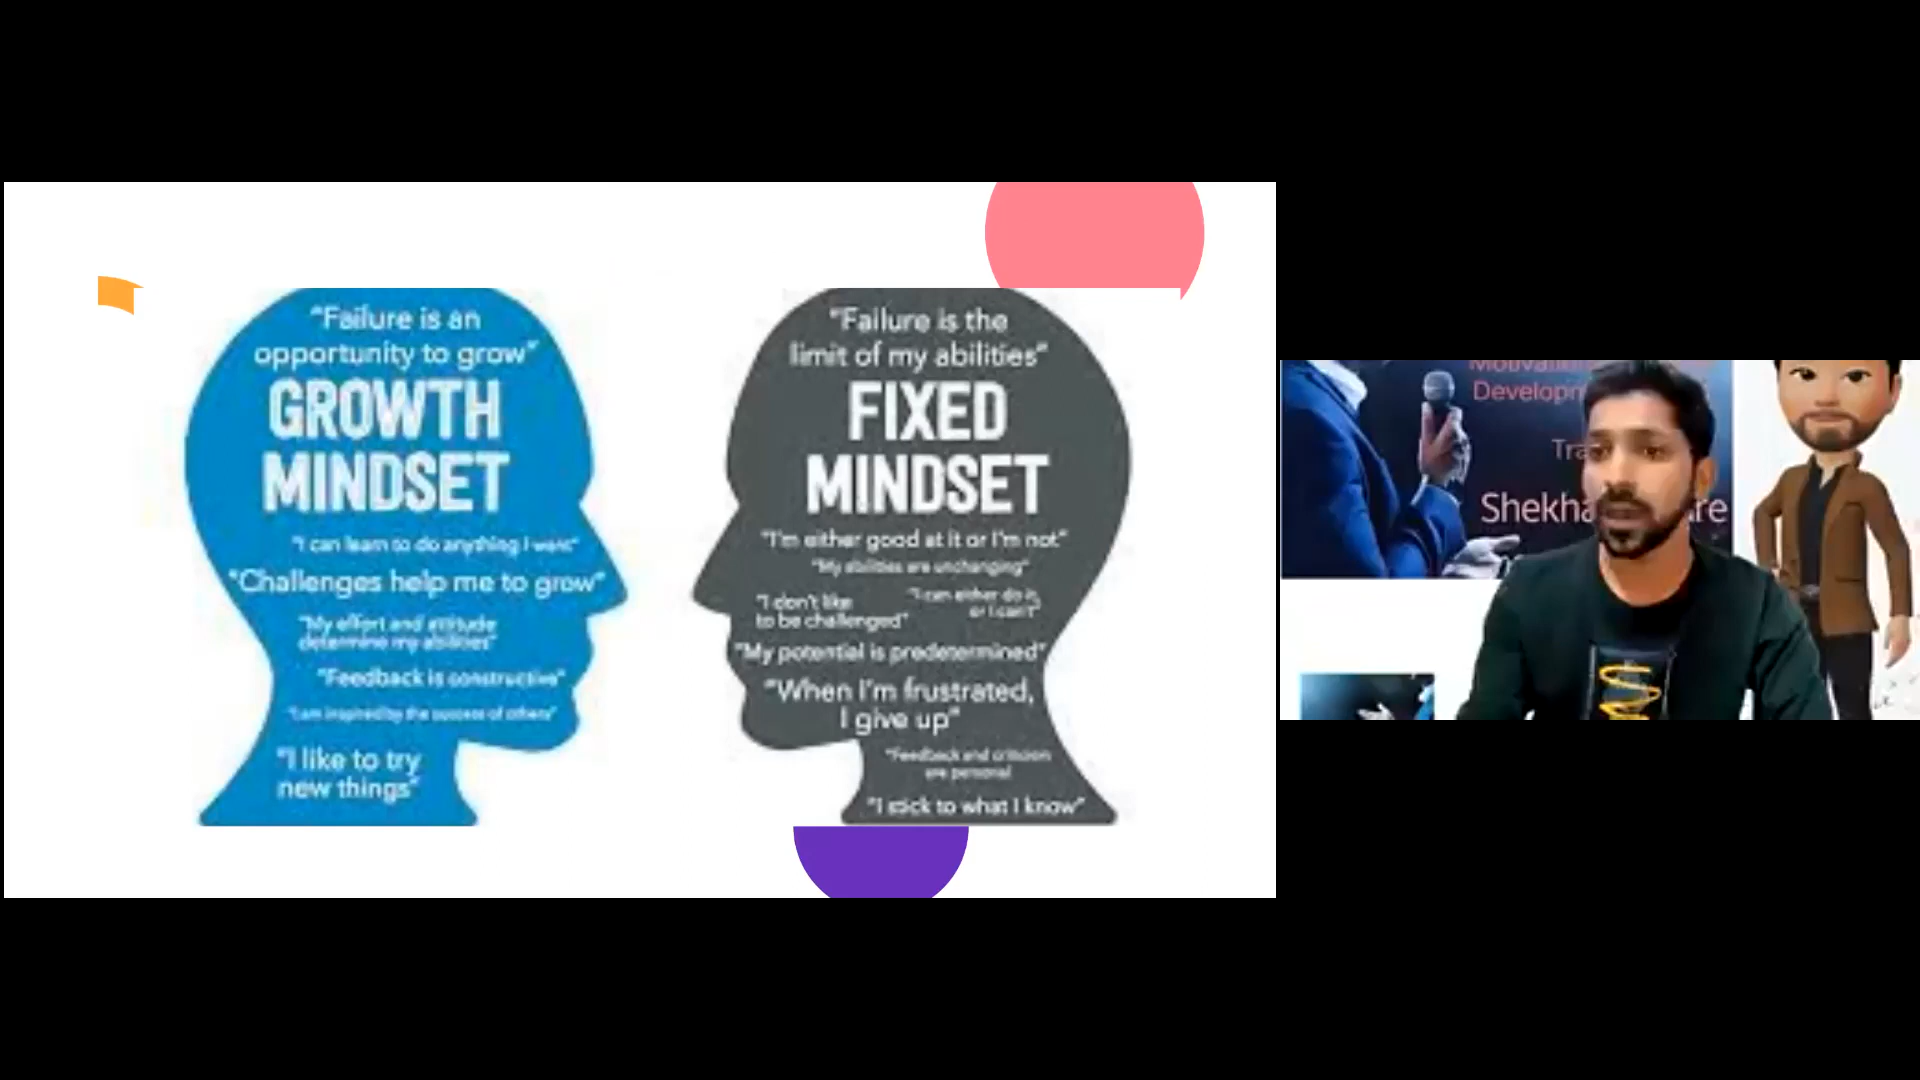 "Failure is an
opportunity to grow"
GROWTH
MINDSET
"I can learn to do anything I want"
"Challenges help me to grow"
"My effort and attitude
determine my abilities"
"Feedback is constructive"
"I am inspired by the success of others"
"I like to try
new things"
"Failure is the
limit of my abilities"
FIXED
MINDSET
"I'm either good at it or I'm not"
"My abilities are unchanging"
"I don't like
to be challenged"
"I can either do it,
or I can't"
"My potential is predetermined"
"When I'm frustrated,
I give up"
"Feedback and criticism
are personal"
"I stick to what I know"